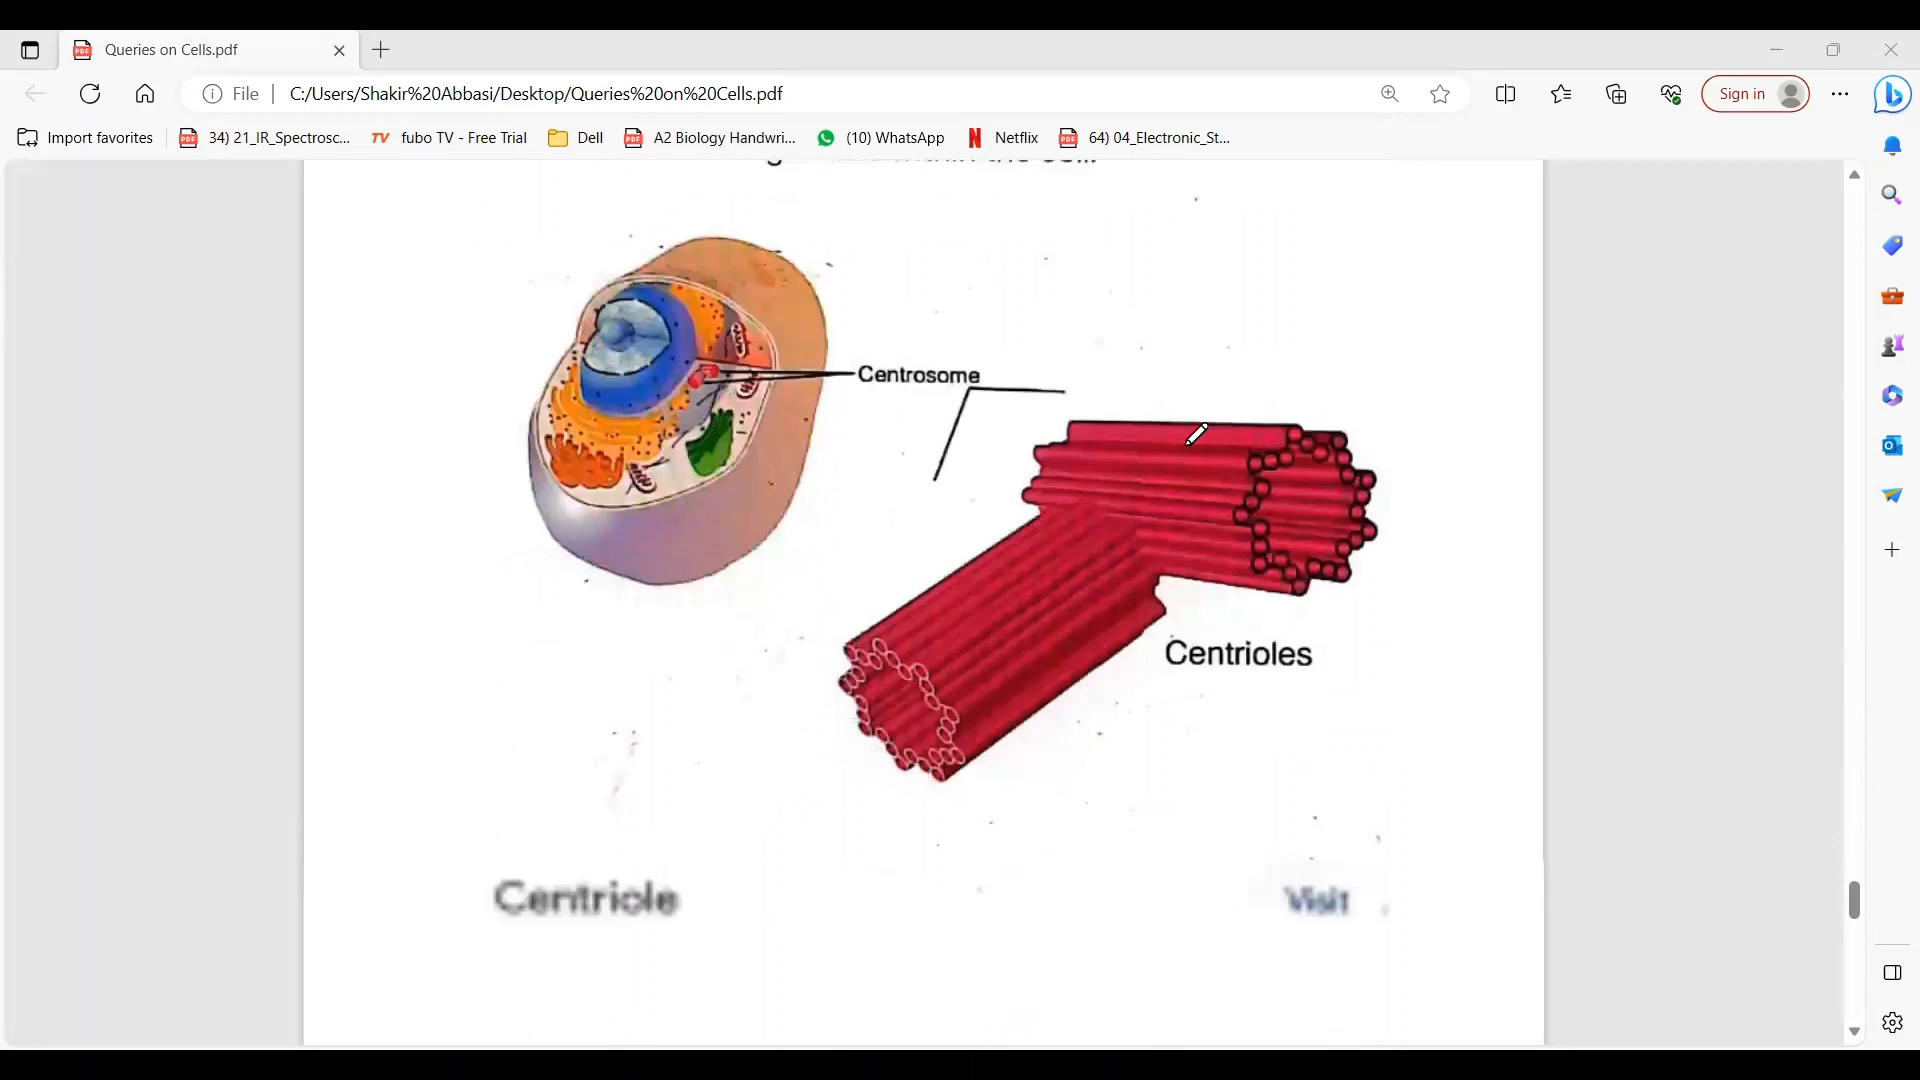 Queries on Cells.pdf
File C:/Users/Shakir%20Abbasi/Desktop/Queries%20on%20Cells.pdf
Sign in
Import favorites 34) 21_IR_Spectrosc... fubo TV - Free Trial Dell A2 Biology Handwri... (10) WhatsApp Netflix 64) 04_Electronic_St...
Centrosome
Centrioles
Centriole Visit